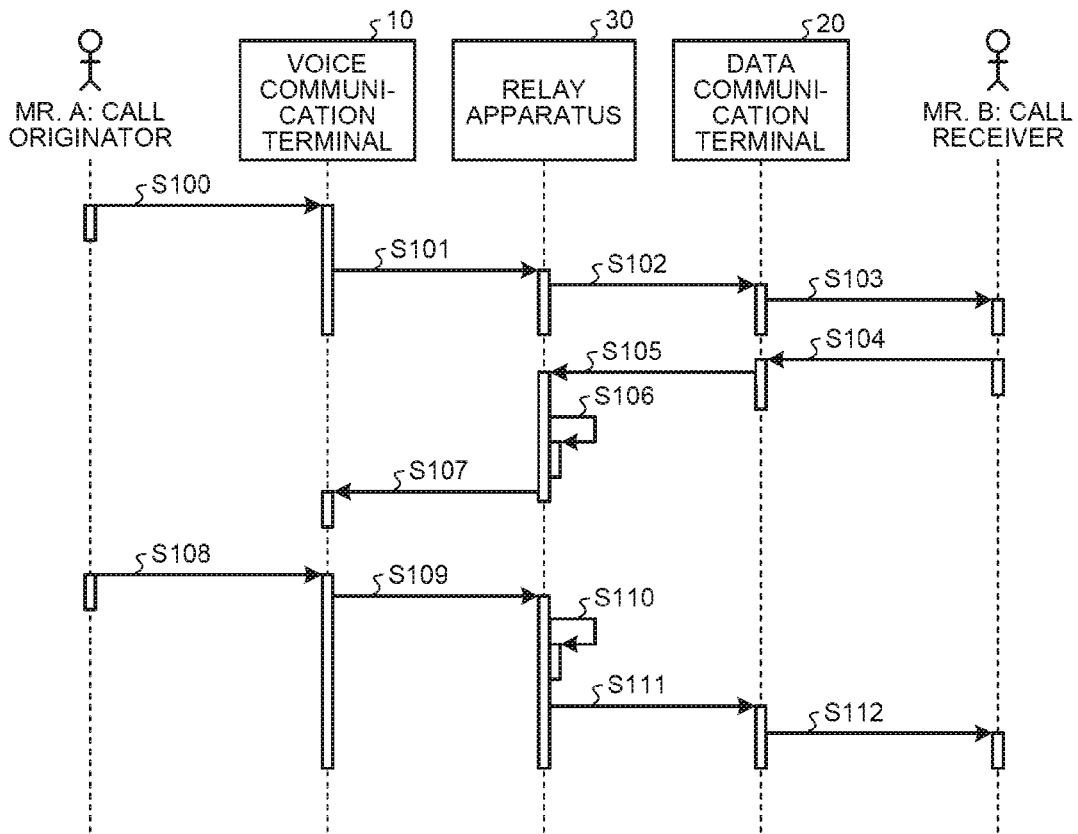 10
30
20
MR. A: CALL
ORIGINATOR
VOICE
COMMUNI-
CATION
TERMINAL
RELAY
APPARATUS
DATA
COMMUNI-
CATION
TERMINAL
MR. B: CALL
RECEIVER
S100
S101
S102
S103
S104
S105
S106
S107
S108
S109
S110
S111
S112